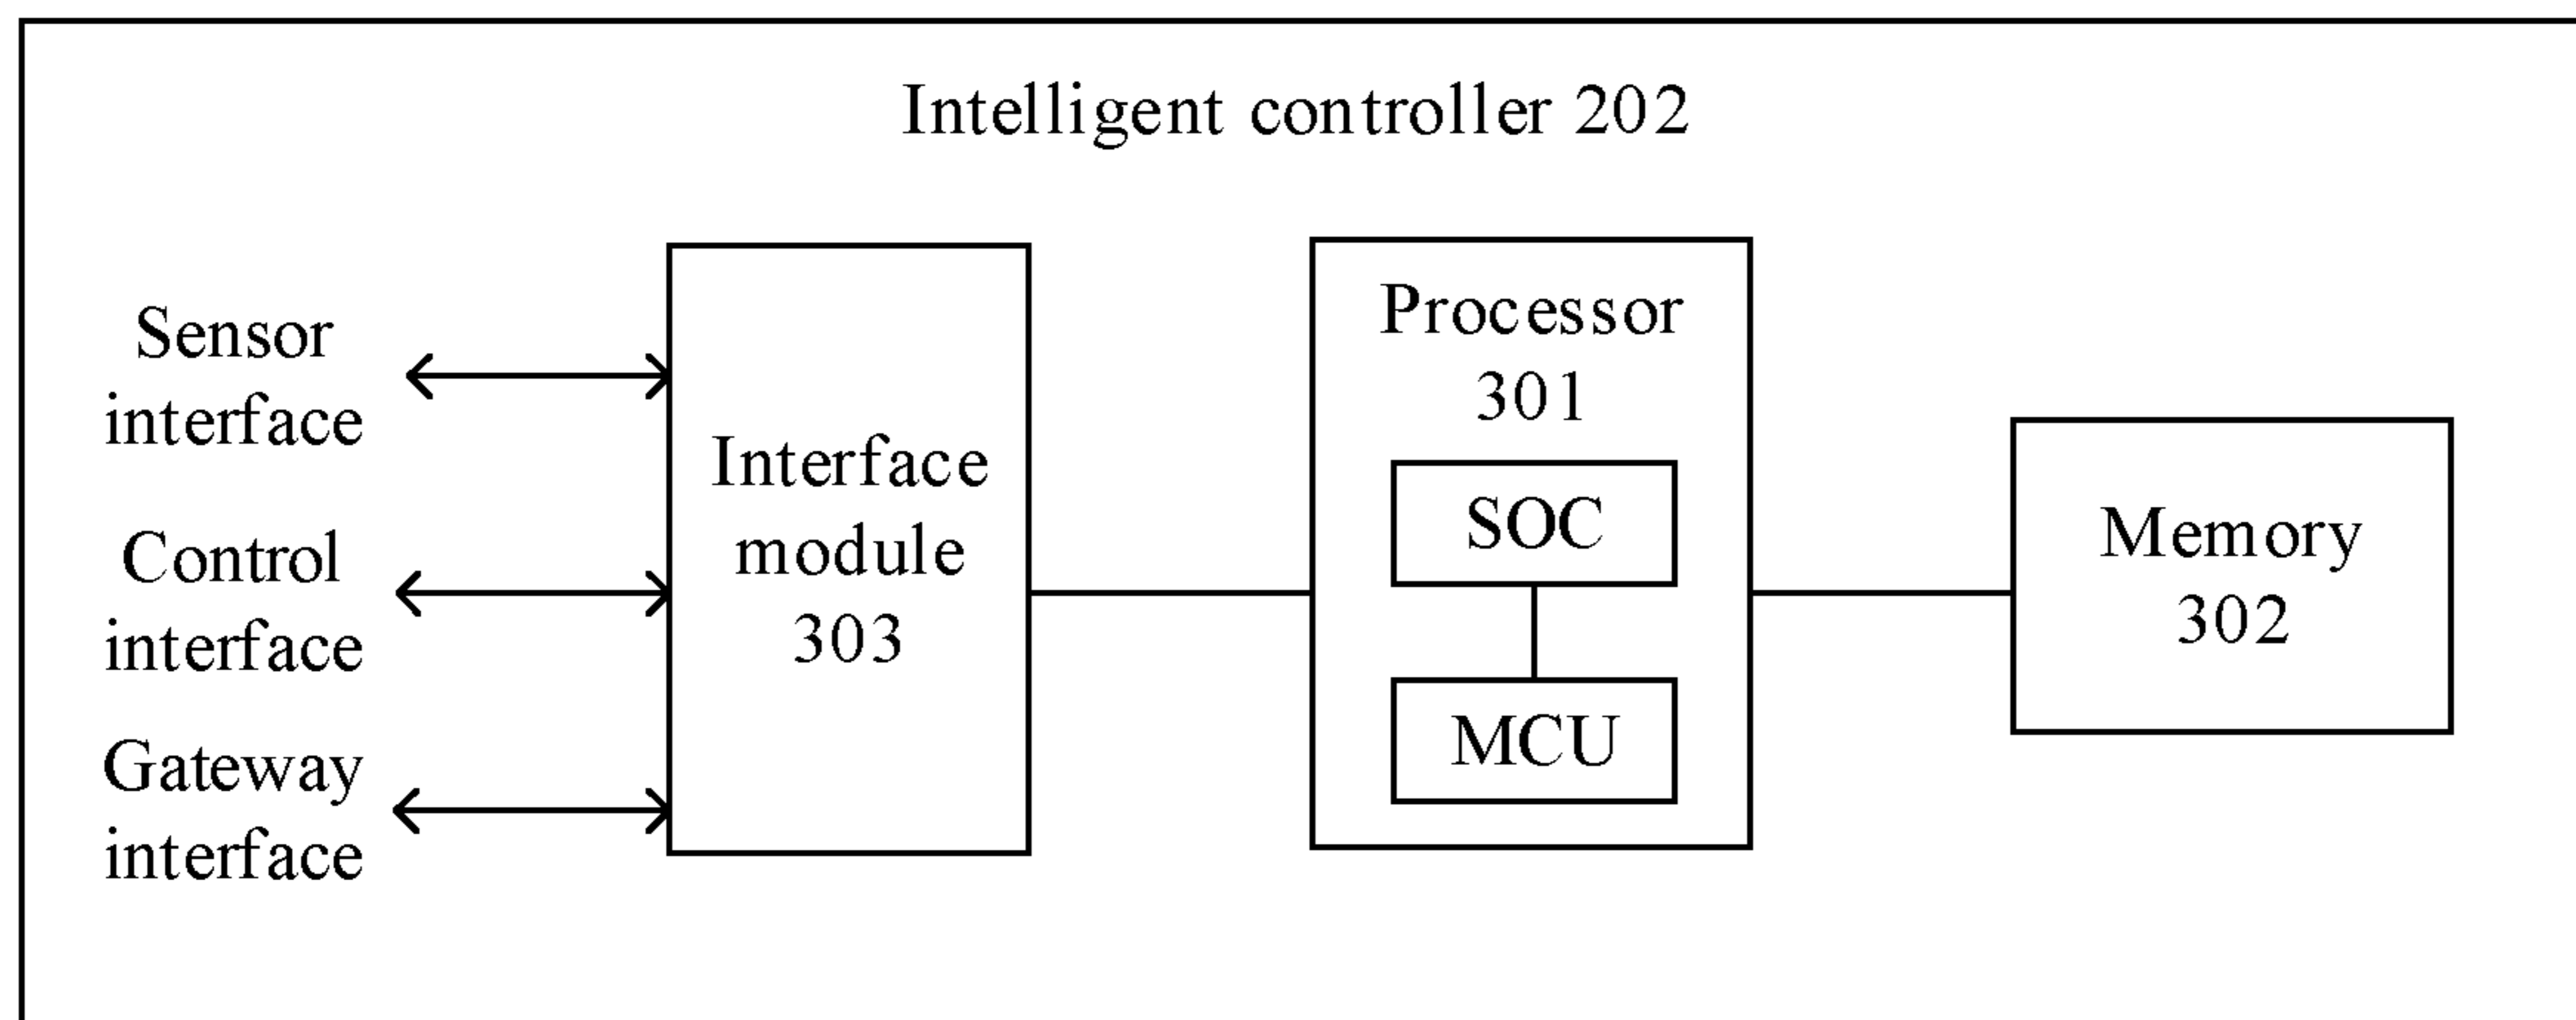 Intelligent controller 202
Sensor
interface
Control
interface
Gateway
interface
Interface
module
303
Processor
301
SOC
MCU
Memory
302